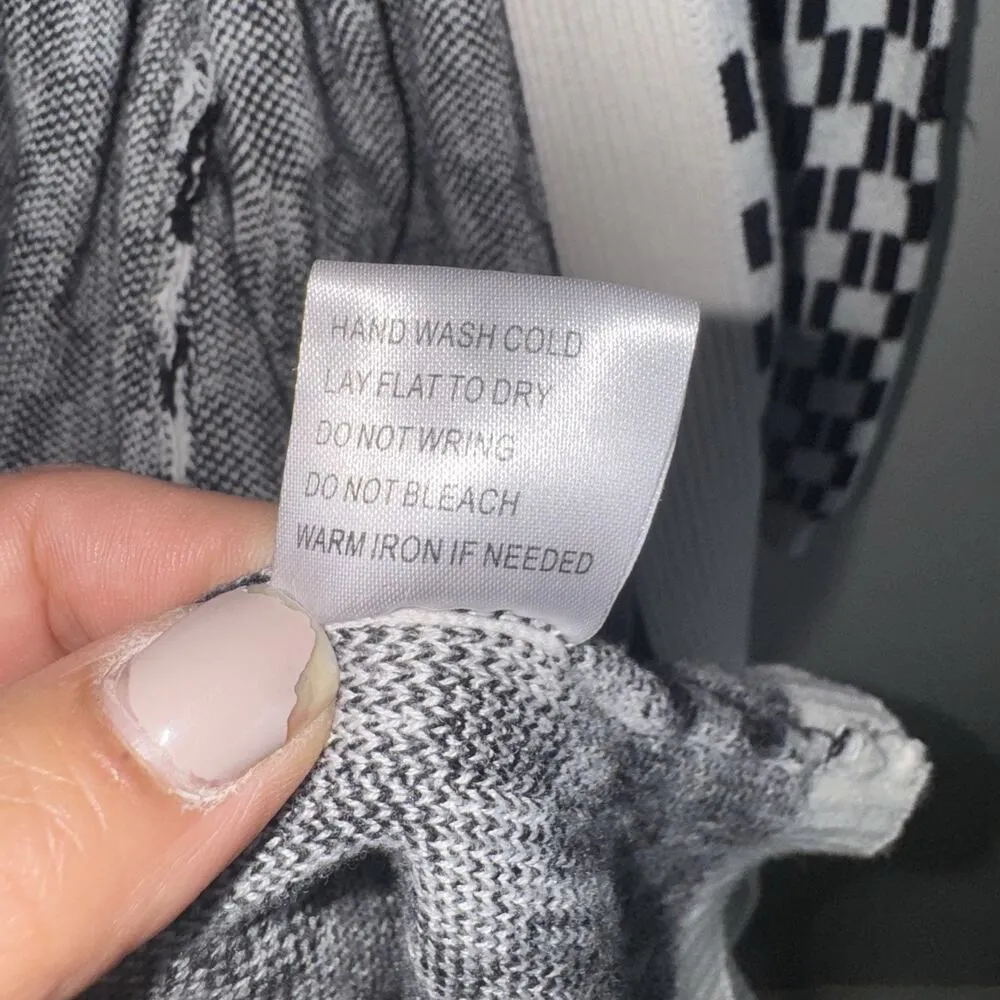 HAND WASH COLD
LAY FLAT TO DRY
DO NOT WRING
DO NOT BLEACH
WARM IRON IF NEEDED